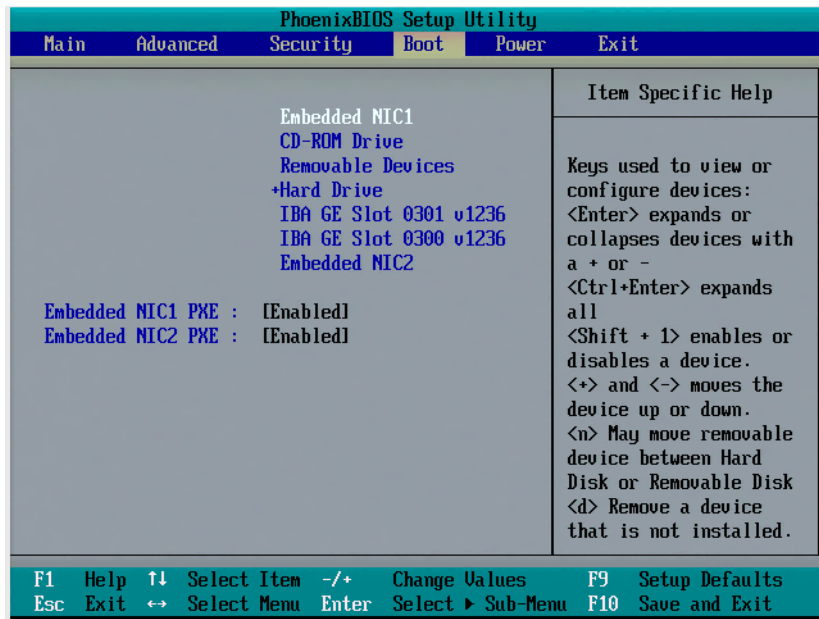 PhoenixBIOS Setup Utility
Main Advanced Security Boot Power Exit
Embedded NIC1
CD-ROM Drive
Removable Devices
+Hard Drive
IBA GE Slot 0301 v1236
IBA GE Slot 0300 v1236
Embedded NIC2
Embedded NIC1 PXE : [Enabled]
Embedded NIC2 PXE : [Enabled]
Item Specific Help
Keys used to view or
configure devices:
<Enter> expands or
collapses devices with
a + or -
<Ctrl+Enter> expands
all
<Shift + 1> enables or
disables a device.
<+> and <-> moves the
device up or down.
<n> May move removable
device between Hard
Disk or Removable Disk
<d> Remove a device
that is not installed.
F1 Help ↑↓ Select Item -/+ Change Values F9 Setup Defaults
Esc Exit ↔ Select Menu Enter Select ▶ Sub-Menu F10 Save and Exit